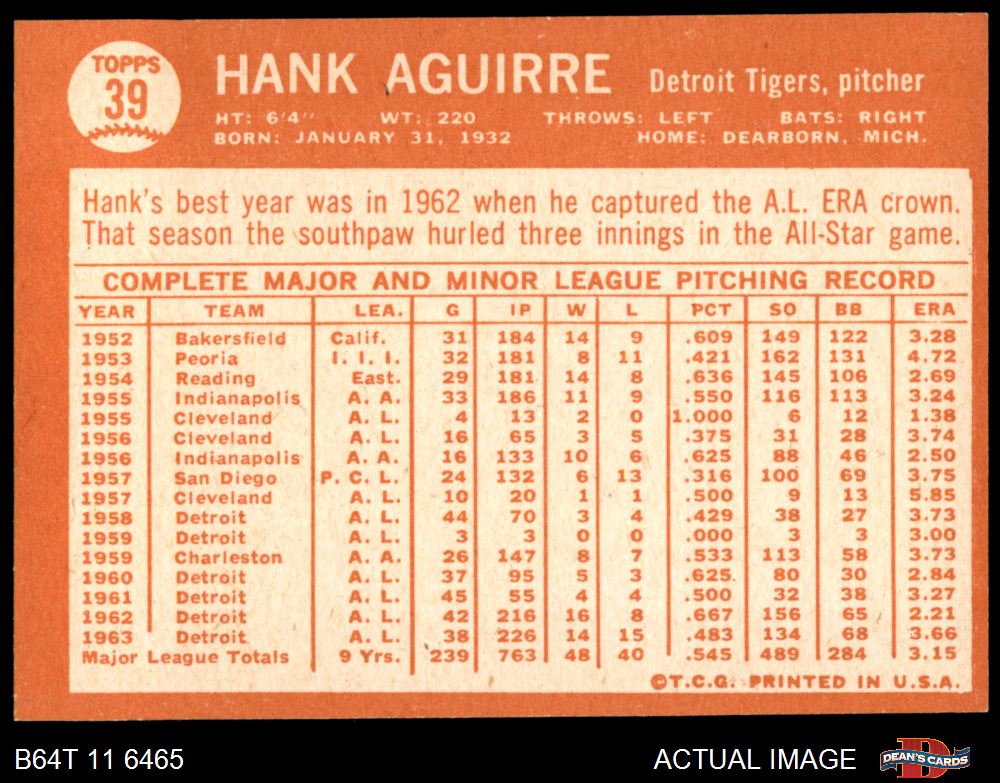 TOPPS
39
HANK AGUIRRE Detroit Tigers, pitcher
HT: 6'4" WT: 220 THROWS: LEFT BATS: RIGHT
BORN: JANUARY 31, 1932 HOME: DEARBORN, MICH.
Hank's best year was in 1962 when he captured the A.L. ERA crown.
That season the southpaw hurled three innings in the All-Star game.
COMPLETE MAJOR AND MINOR LEAGUE PITCHING RECORD
YEAR TEAM LEA. G IP W L PCT SO BB ERA
1952 Bakersfield Calif. 31 184 14 9 .609 149 122 3.28
1953 Peoria I. I. I. 32 181 8 11 .421 162 131 4.72
1954 Reading East. 29 181 14 8 .636 145 106 2.69
1955 Indianapolis A. A. 33 186 11 9 .550 116 113 3.24
1955 Cleveland A. L. 4 13 2 0 1.000 6 12 1.38
1956 Cleveland A. L. 16 65 3 5 .375 31 28 3.74
1956 Indianapolis A. A. 16 133 10 6 .625 88 46 2.50
1957 San Diego P. C. L. 24 132 6 13 .316 100 69 3.75
1957 Cleveland A. L. 10 20 1 1 .500 9 13 5.85
1958 Detroit A. L. 44 70 3 4 .429 38 27 3.73
1959 Detroit A. L. 3 3 0 0 .000 3 3 3.00
1959 Charleston A. A. 26 147 8 7 .533 113 58 3.73
1960 Detroit A. L. 37 95 5 3 .625 80 30 2.84
1961 Detroit A. L. 45 55 4 4 .500 32 38 3.27
1962 Detroit A. L. 42 216 16 8 .667 156 65 2.21
1963 Detroit A. L. 38 226 14 15 .483 134 68 3.66
Major League Totals 9 Yrs. 239 763 48 40 .545 489 284 3.15
©T.C.G. PRINTED IN U.S.A.
B64T 11 6465 ACTUAL IMAGE DEAN'S CARDS